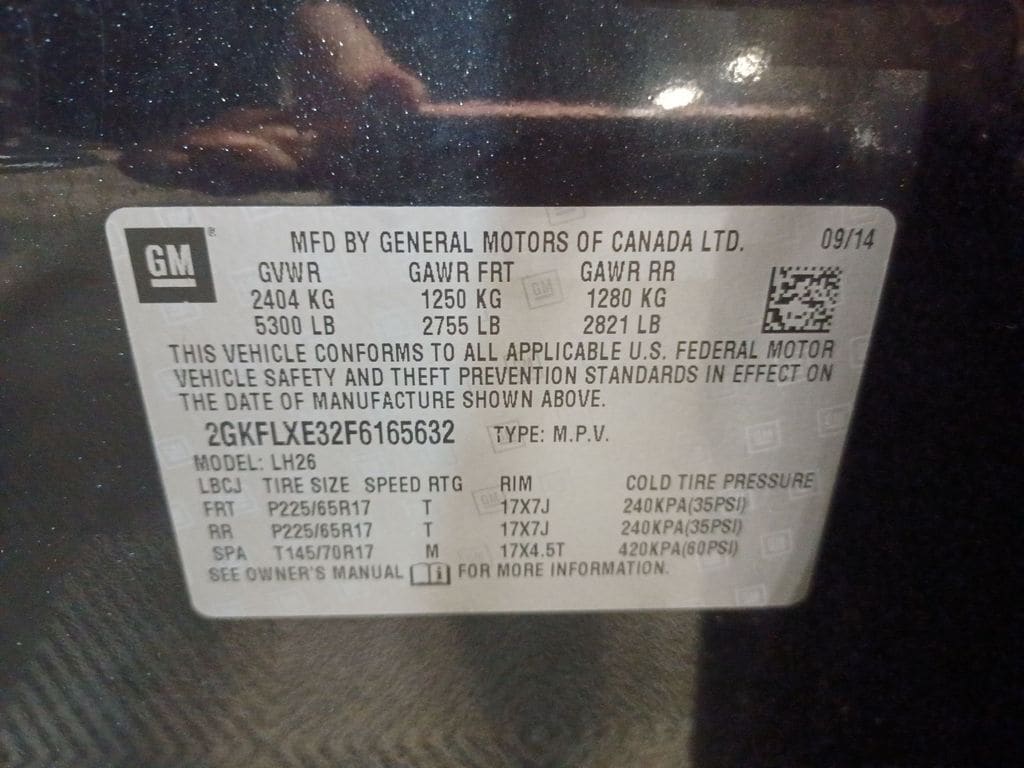 GM
MFD BY GENERAL MOTORS OF CANADA LTD. 09/14
GVWR GAWR FRT GAWR RR
2404 KG 1250 KG 1280 KG
5300 LB 2755 LB 2821 LB
THIS VEHICLE CONFORMS TO ALL APPLICABLE U.S. FEDERAL MOTOR
VEHICLE SAFETY AND THEFT PREVENTION STANDARDS IN EFFECT ON
THE DATE OF MANUFACTURE SHOWN ABOVE.
2GKFLXE32F6165632 TYPE: M.P.V.
MODEL: LH26
LBCJ TIRE SIZE SPEED RTG RIM COLD TIRE PRESSURE
FRT P225/65R17 T 17X7J 240KPA(35PSI)
RR P225/65R17 T 17X7J 240KPA(35PSI)
SPA T145/70R17 M 17X4.5T 420KPA(60PSI)
SEE OWNER'S MANUAL FOR MORE INFORMATION.